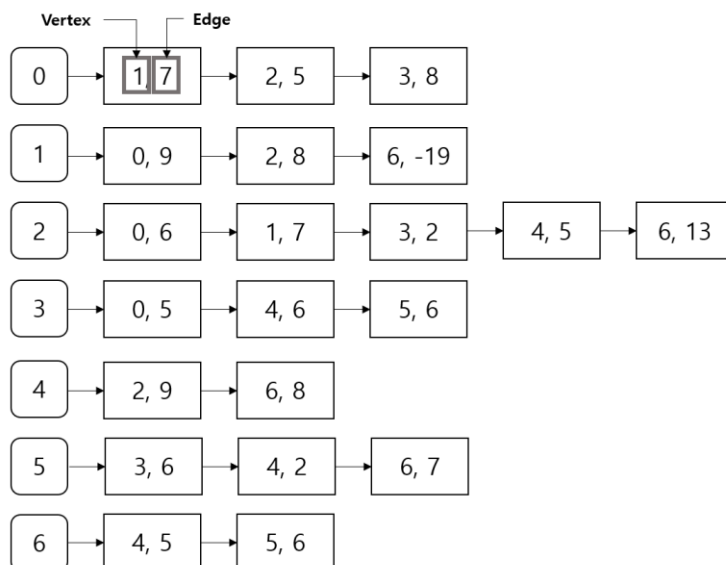 Vertex Edge
0 1, 7 2, 5 3, 8
1 0, 9 2, 8 6, -19
2 0, 6 1, 7 3, 2 4, 5 6, 13
3 0, 5 4, 6 5, 6
4 2, 9 6, 8
5 3, 6 4, 2 6, 7
6 4, 5 5, 6